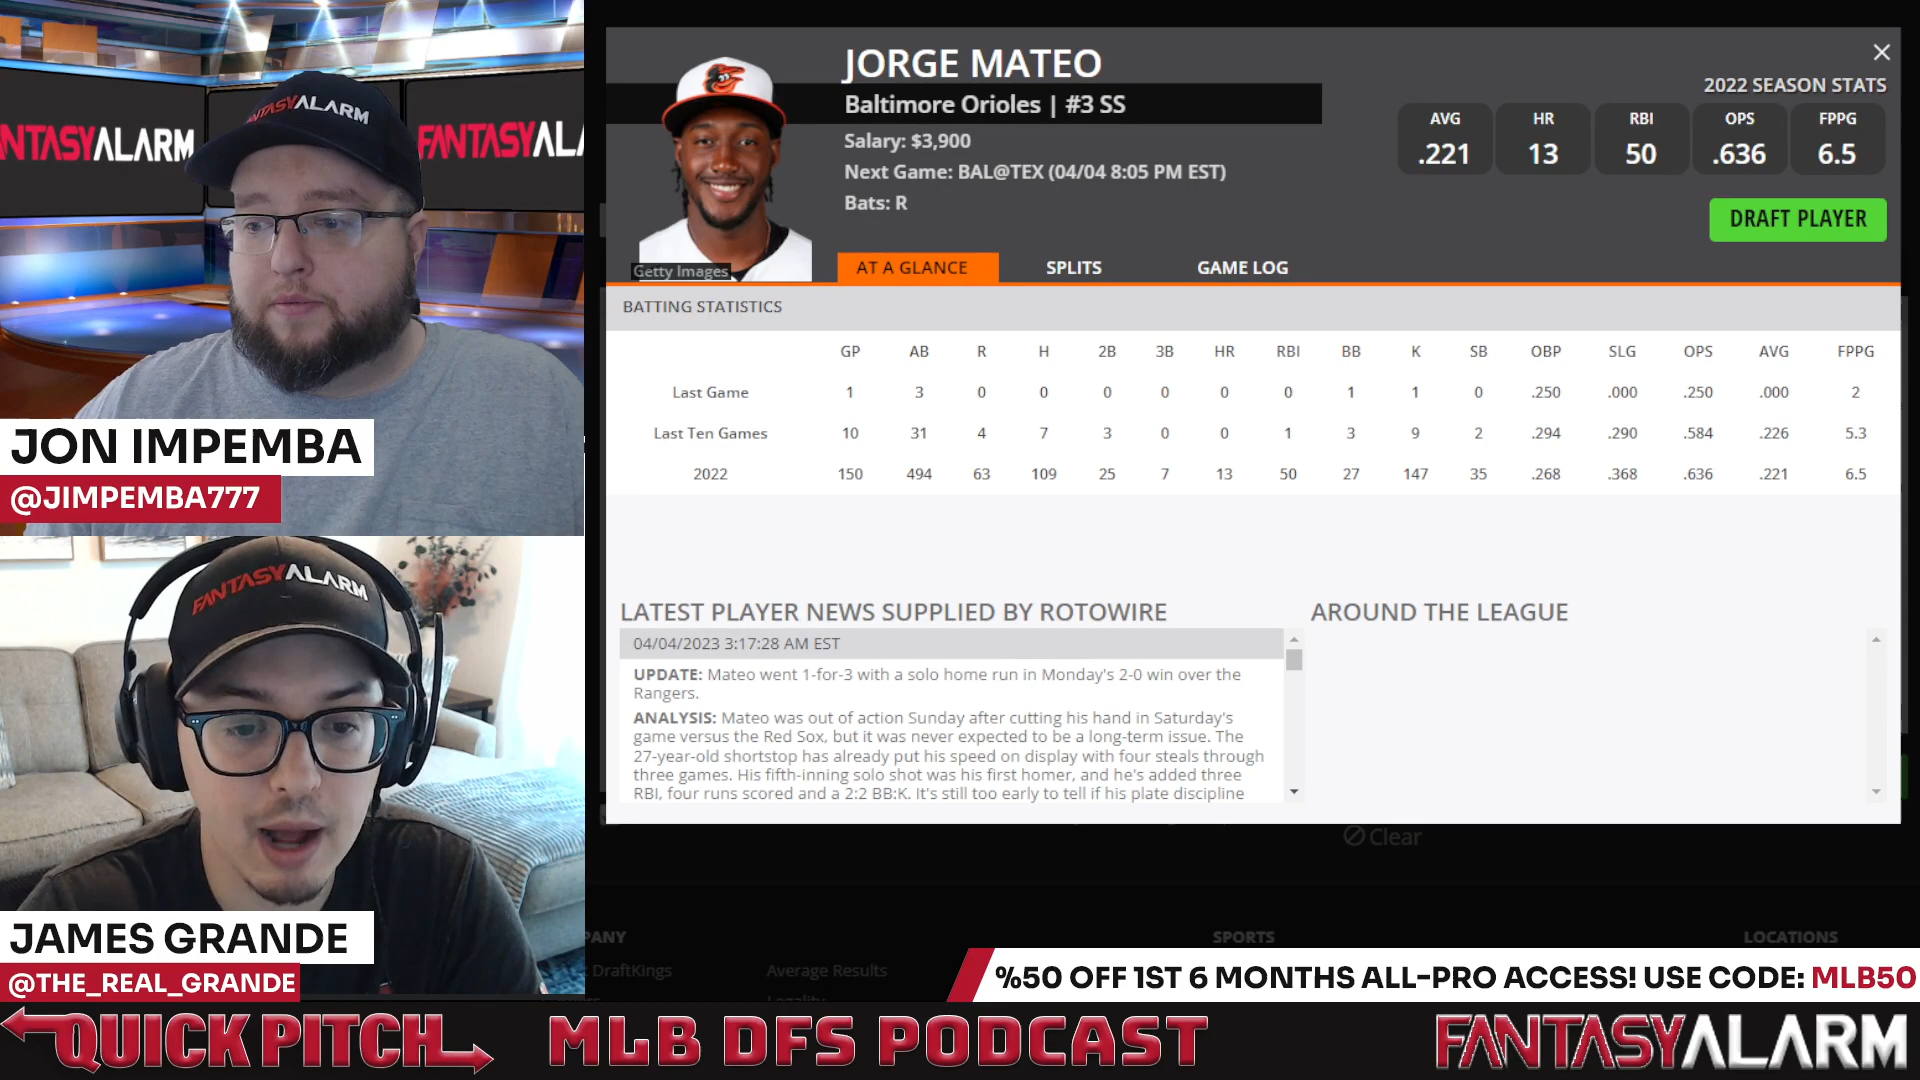 FANTASYALARM
NTASYALARM
FANTASYAL
JON IMPEMBA
@JIMPEMBA777
FANTASYALARM
JAMES GRANDE
@THE_REAL_GRANDE
JORGE MATEO
Baltimore Orioles | #3 SS
Salary: $3,900
Next Game: BAL@TEX (04/04 8:05 PM EST)
Bats: R
Getty Images
2022 SEASON STATS
AVG HR RBI OPS FPPG
.221 13 50 .636 6.5
DRAFT PLAYER
AT A GLANCE SPLITS GAME LOG
BATTING STATISTICS
GP AB R H 2B 3B HR RBI BB K SB OBP SLG OPS AVG FPPG
Last Game 1 3 0 0 0 0 0 0 1 1 0 .250 .000 .250 .000 2
Last Ten Games 10 31 4 7 3 0 0 1 3 9 2 .294 .290 .584 .226 5.3
2022 150 494 63 109 25 7 13 50 27 147 35 .268 .368 .636 .221 6.5
LATEST PLAYER NEWS SUPPLIED BY ROTOWIRE
04/04/2023 3:17:28 AM EST
UPDATE: Mateo went 1-for-3 with a solo home run in Monday's 2-0 win over the
Rangers.
ANALYSIS: Mateo was out of action Sunday after cutting his hand in Saturday's
game versus the Red Sox, but it was never expected to be a long-term issue. The
27-year-old shortstop has already put his speed on display with four steals through
three games. His fifth-inning solo shot was his first homer, and he's added three
RBI, four runs scored and a 2:2 BB:K. It's still too early to tell if his plate discipline
AROUND THE LEAGUE
Clear
PANY SPORTS LOCATIONS
DraftKings Average Results
%50 OFF 1ST 6 MONTHS ALL-PRO ACCESS! USE CODE: MLB50
QUICK PITCH MLB DFS PODCAST FANTASYALARM